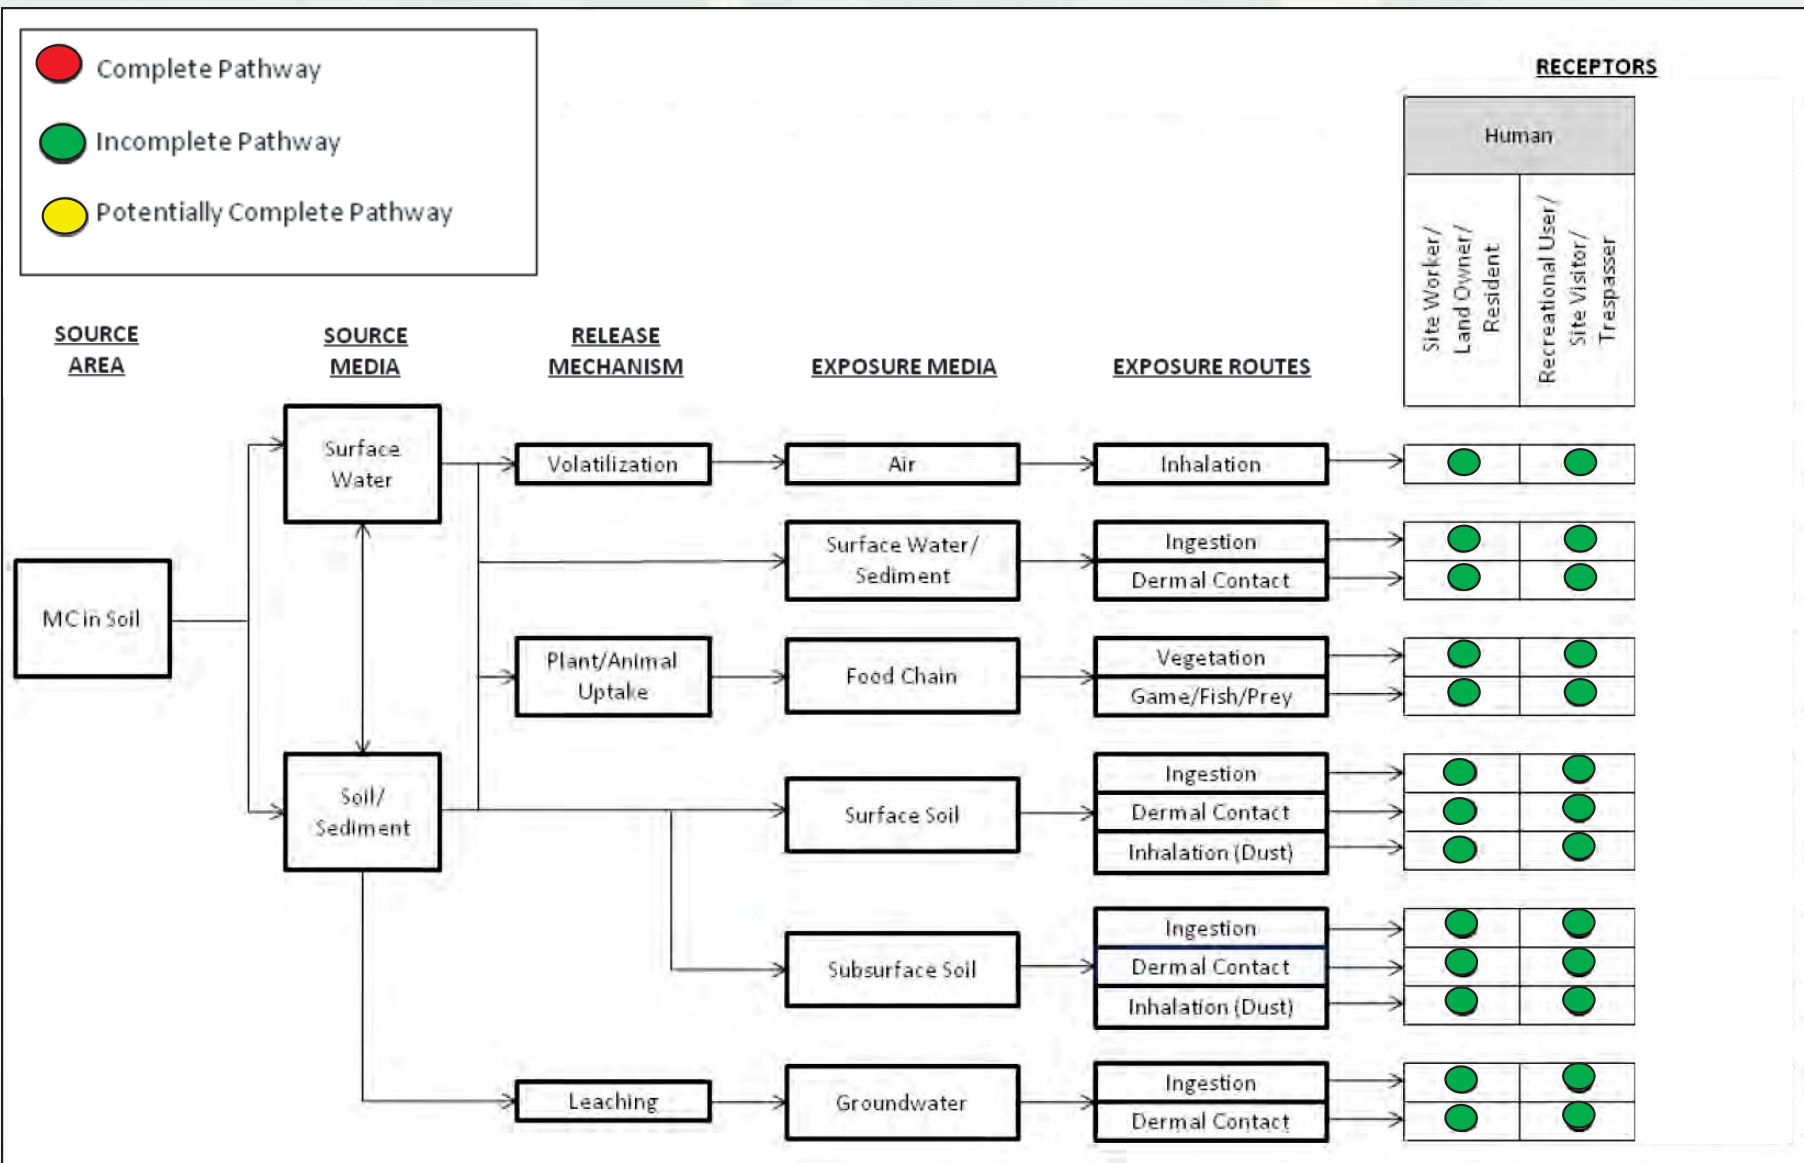 Complete Pathway
Incomplete Pathway
Potentially Complete Pathway
RECEPTORS
Human
Site Worker/
Land Owner/
Resident
Recreational User/
Site Visitor/
Trespasser
SOURCE
AREA
SOURCE
MEDIA
RELEASE
MECHANISM
EXPOSURE MEDIA
EXPOSURE ROUTES
Surface
Water
Volatilization
Air
Inhalation
Surface Water/
Sediment
Ingestion
Dermal Contact
MC in Soil
Plant/Animal
Uptake
Food Chain
Vegetation
Game/Fish/Prey
Soil/
Sediment
Surface Soil
Ingestion
Dermal Contact
Inhalation (Dust)
Subsurface Soil
Ingestion
Dermal Contact
Inhalation (Dust)
Leaching
Groundwater
Ingestion
Dermal Contact